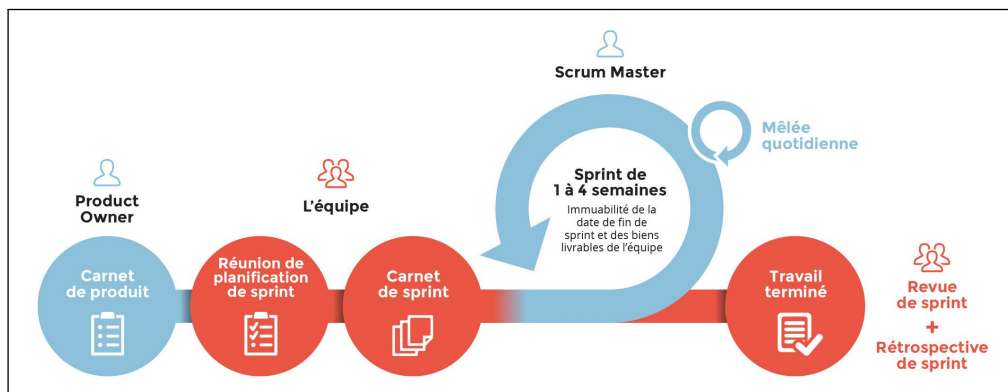 Scrum Master
Mêlée
quotidienne
Sprint de
1 à 4 semaines
Immuabilité de la
date de fin de
sprint et des biens
livrables de l'équipe
Product
Owner
L'équipe
Carnet
de produit
Réunion de
planification
de sprint
Carnet
de sprint
Travail
terminé
Revue
de sprint
+
Rétrospective
de sprint